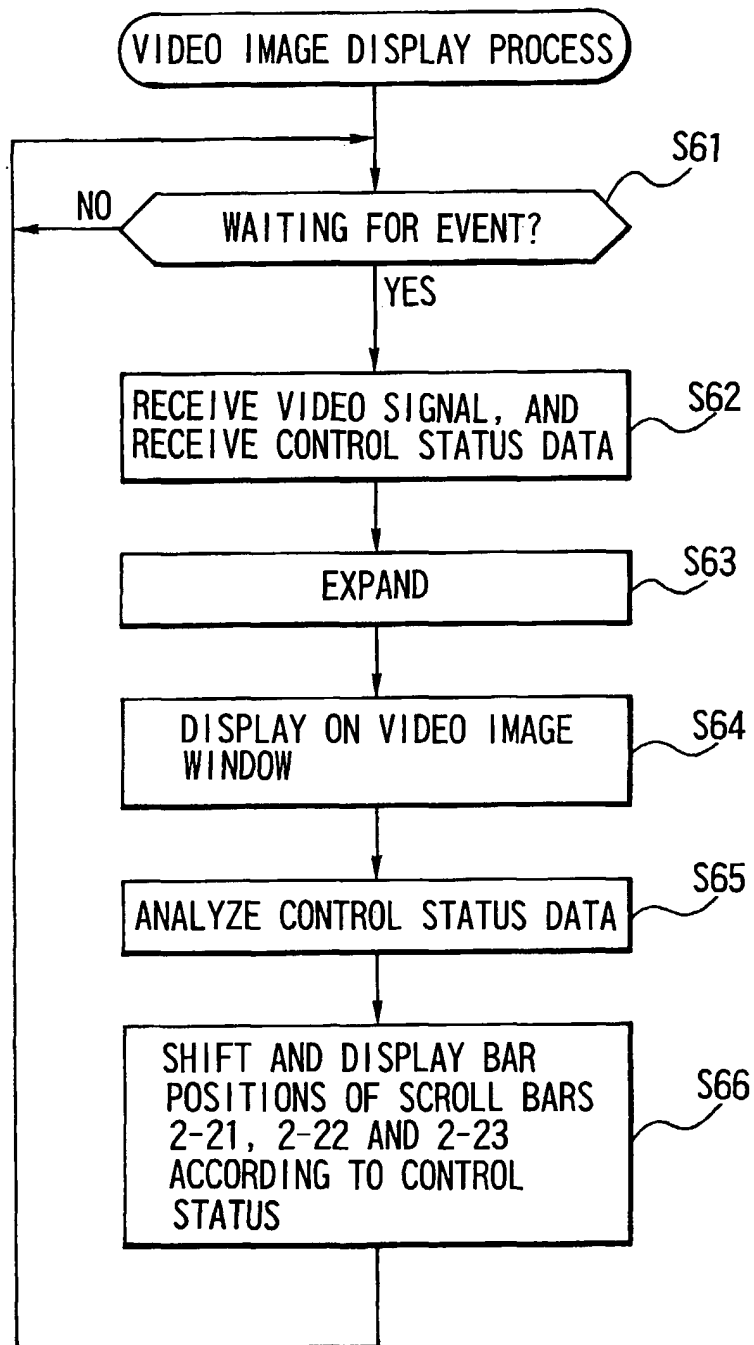 VIDEO IMAGE DISPLAY PROCESS
S61
NO
WAITING FOR EVENT?
YES
S62
RECEIVE VIDEO SIGNAL, AND
RECEIVE CONTROL STATUS DATA
S63
EXPAND
S64
DISPLAY ON VIDEO IMAGE
WINDOW
S65
ANALYZE CONTROL STATUS DATA
S66
SHIFT AND DISPLAY BAR
POSITIONS OF SCROLL BARS
2-21, 2-22 AND 2-23
ACCORDING TO CONTROL
STATUS